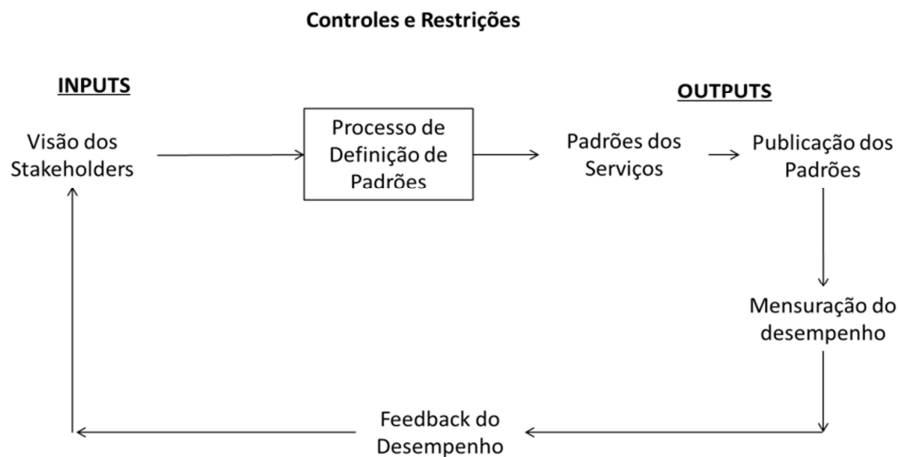 Controles e Restrições
INPUTS
OUTPUTS
Visão dos
Stakeholders
Processo de
Definição de
Padrões
Padrões dos
Serviços
Publicação dos
Padrões
Mensuração do
desempenho
Feedback do
Desempenho